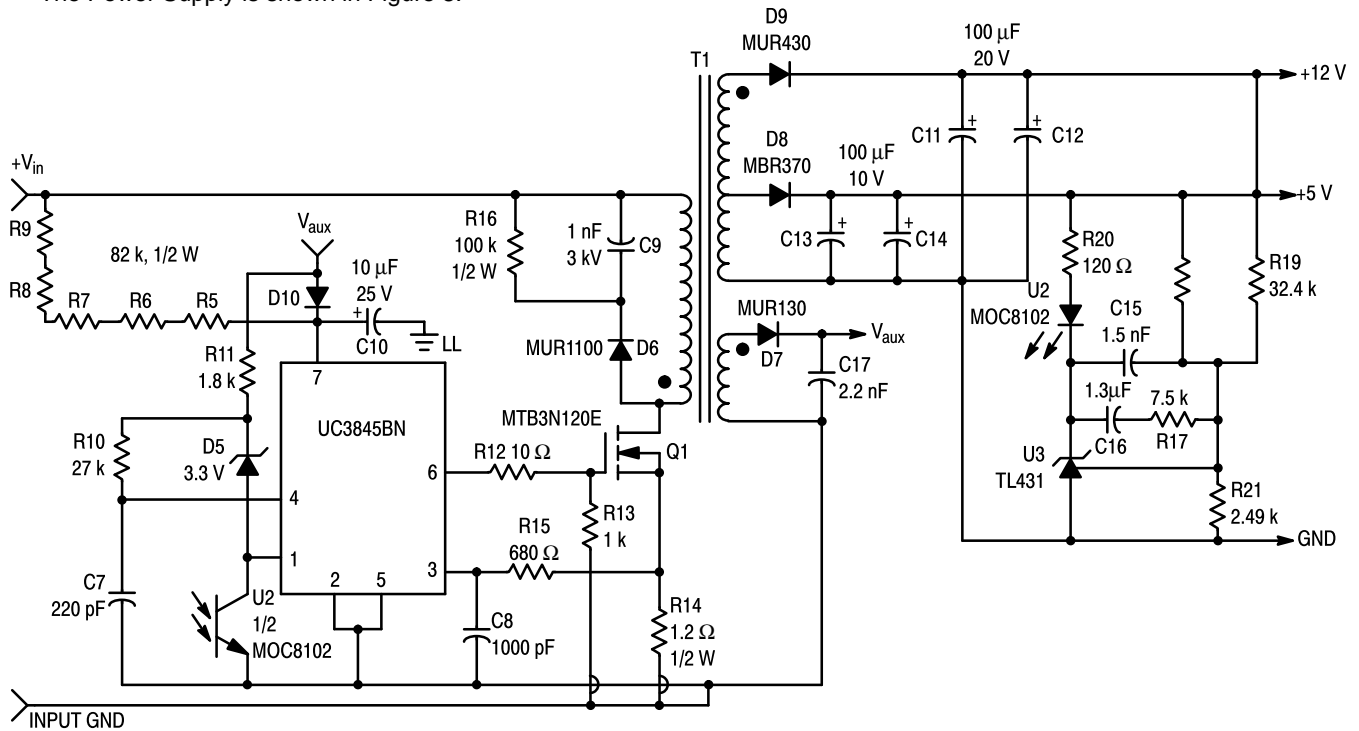 The Power Supply is shown in Figure 3.
D9
MUR430
100 µF
20 V
T1
+12 V
C11
+
C12
+
D8
MBR370
100 µF
10 V
+5 V
+Vin
R9
R8
82 k, 1/2 W
R7
R6
R5
Vaux
D10
10 µF
25 V
+
C10
LL
R16
100 k
1/2 W
1 nF
3 kV
C9
C13
+
C14
+
R20
120 Ω
U2
MOC8102
C15
1.5 nF
R19
32.4 k
R11
1.8 k
7
MUR1100
D6
MUR130
D7
Vaux
C17
2.2 nF
1.3µF
C16
7.5 k
R17
R10
27 k
D5
3.3 V
UC3845BN
MTB3N120E
R12 10 Ω
6
Q1
U3
TL431
R21
2.49 k
GND
4
R13
1 k
R15
680 Ω
1
3
2
5
C7
220 pF
U2
1/2
MOC8102
C8
1000 pF
R14
1.2 Ω
1/2 W
INPUT GND